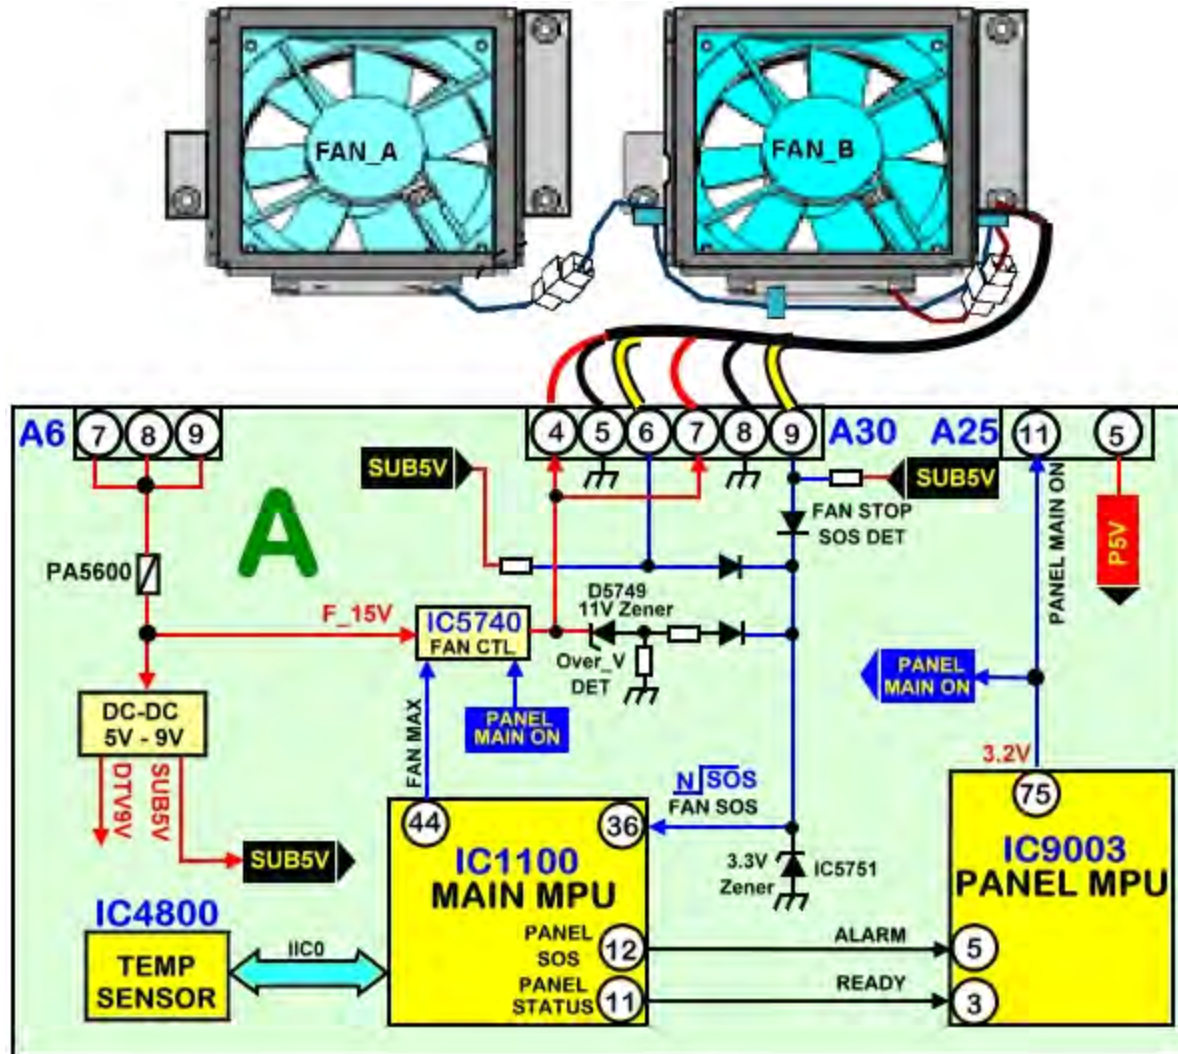 FAN_A
FAN_B
A6
7
8
9
4
5
6
7
8
9
A30
A25
11
5
SUB5V
SUB5V
FAN STOP
SOS DET
PANEL MAIN ON
P5V
A
PA5600
F_15V
IC5740
FAN CTL
D5749
11V Zener
Over_V
DET
PANEL
MAIN ON
PANEL
MAIN ON
DC-DC
5V - 9V
DTV9V
SUB5V
SUB5V
FAN MAX
N SOS
FAN SOS
3.2V
75
IC9003
PANEL MPU
44
36
IC1100
MAIN MPU
3.3V
Zener
IC5751
IC4800
TEMP
SENSOR
IIC0
PANEL
SOS
12
ALARM
5
PANEL
STATUS
11
READY
3